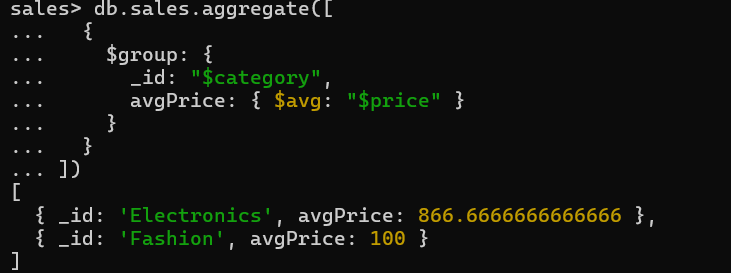 sales> db.sales.aggregate([
...   {
...     $group: {
...       _id: "$category",
...       avgPrice: { $avg: "$price" }
...     }
...   }
... ])
[
  { _id: 'Electronics', avgPrice: 866.6666666666666 },
  { _id: 'Fashion', avgPrice: 100 }
]